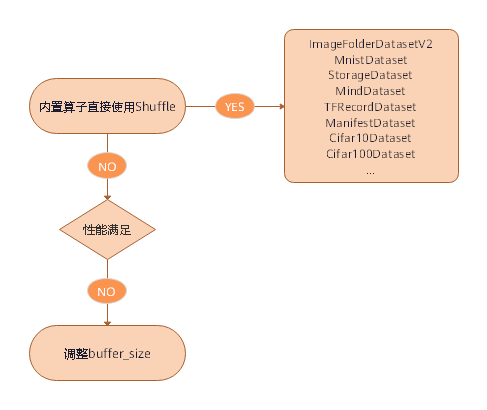 内置算子直接使用Shuffle
YES
ImageFolderDatasetV2
MnistDataset
StorageDataset
MindDataset
TFRecordDataset
ManifestDataset
Cifar10Dataset
Cifar100Dataset
...
NO
性能满足
NO
调整buffer_size